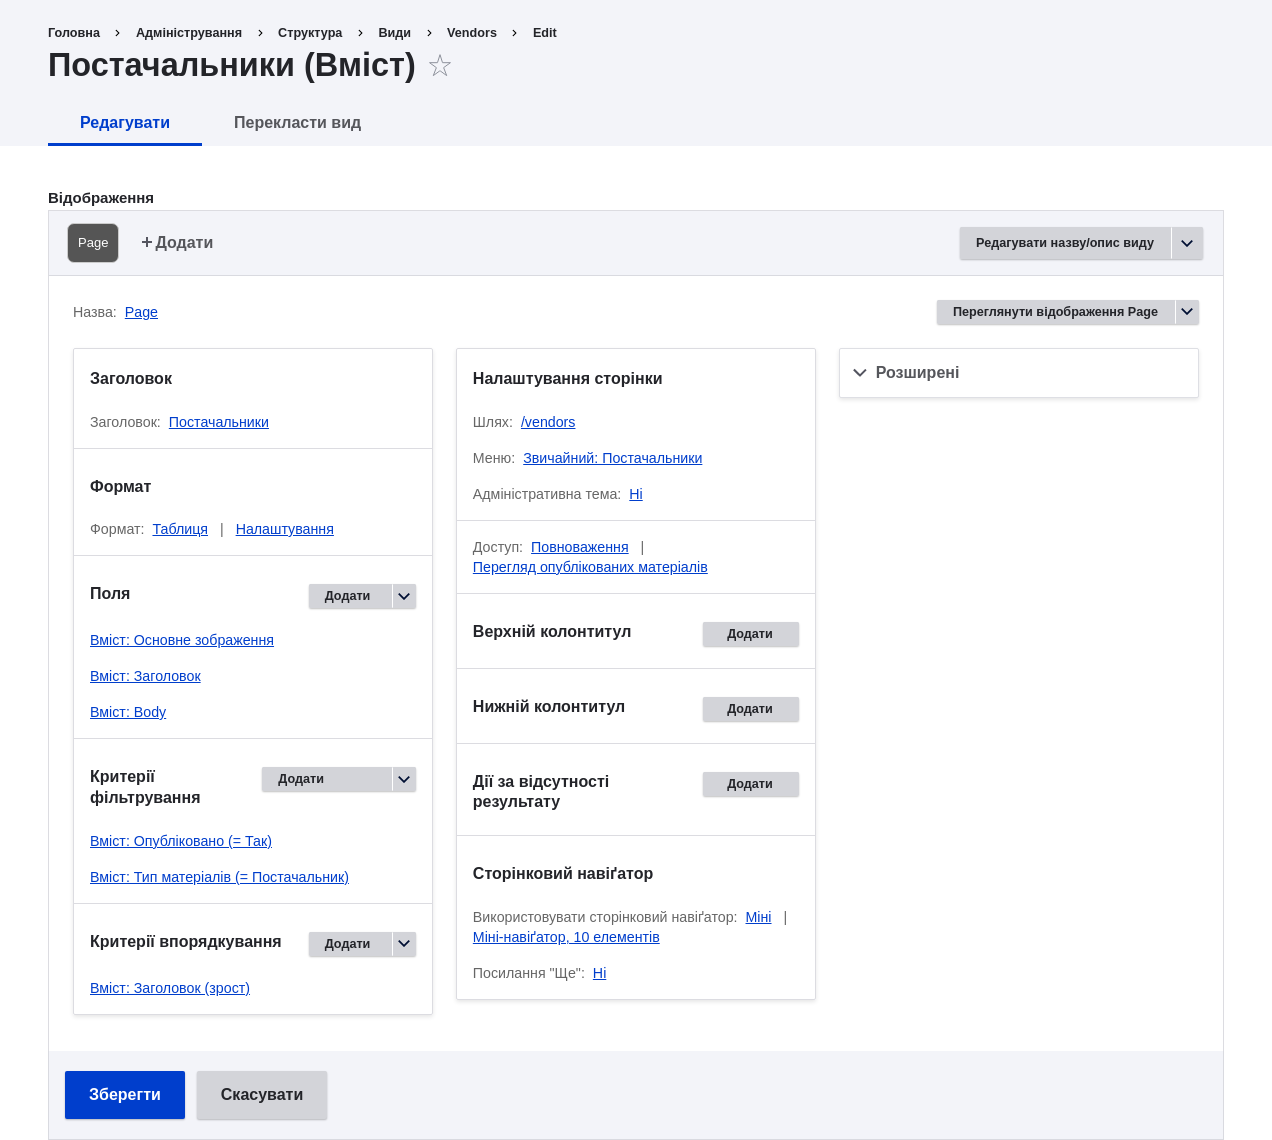 Головна › Адміністрування › Структура › Види › Vendors › Edit
Постачальники (Вміст) ☆
Редагувати Перекласти вид
Відображення
Page +Додати Редагувати назву/опис виду
Назва: Page Переглянути відображення Page
Заголовок
Заголовок: Постачальники
Формат
Формат: Таблиця | Налаштування
Поля Додати
Вміст: Основне зображення
Вміст: Заголовок
Вміст: Body
Критерії
фільтрування
Додати
Вміст: Опубліковано (= Так)
Вміст: Тип матеріалів (= Постачальник)
Критерії впорядкування Додати
Вміст: Заголовок (зрост)
Налаштування сторінки
Шлях: /vendors
Меню: Звичайний: Постачальники
Адміністративна тема: Ні
Доступ: Повноваження |
Перегляд опублікованих матеріалів
Верхній колонтитул Додати
Нижній колонтитул Додати
Дії за відсутності
результату
Додати
Сторінковий навіґатор
Використовувати сторінковий навіґатор: Міні |
Міні-навіґатор, 10 елементів
Посилання "Ще": Ні
Розширені
Зберегти Скасувати